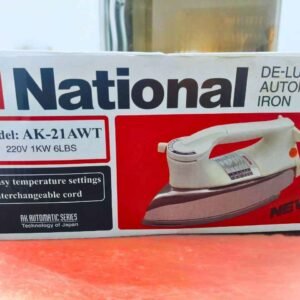 National
DE-LU
AUTO
IRON
del: AK-21AWT
220V 1KW 6LBS
asy temperature settings
nterchangeable cord
AK AUTOMATIC SERIES
Technology of Japan
NE